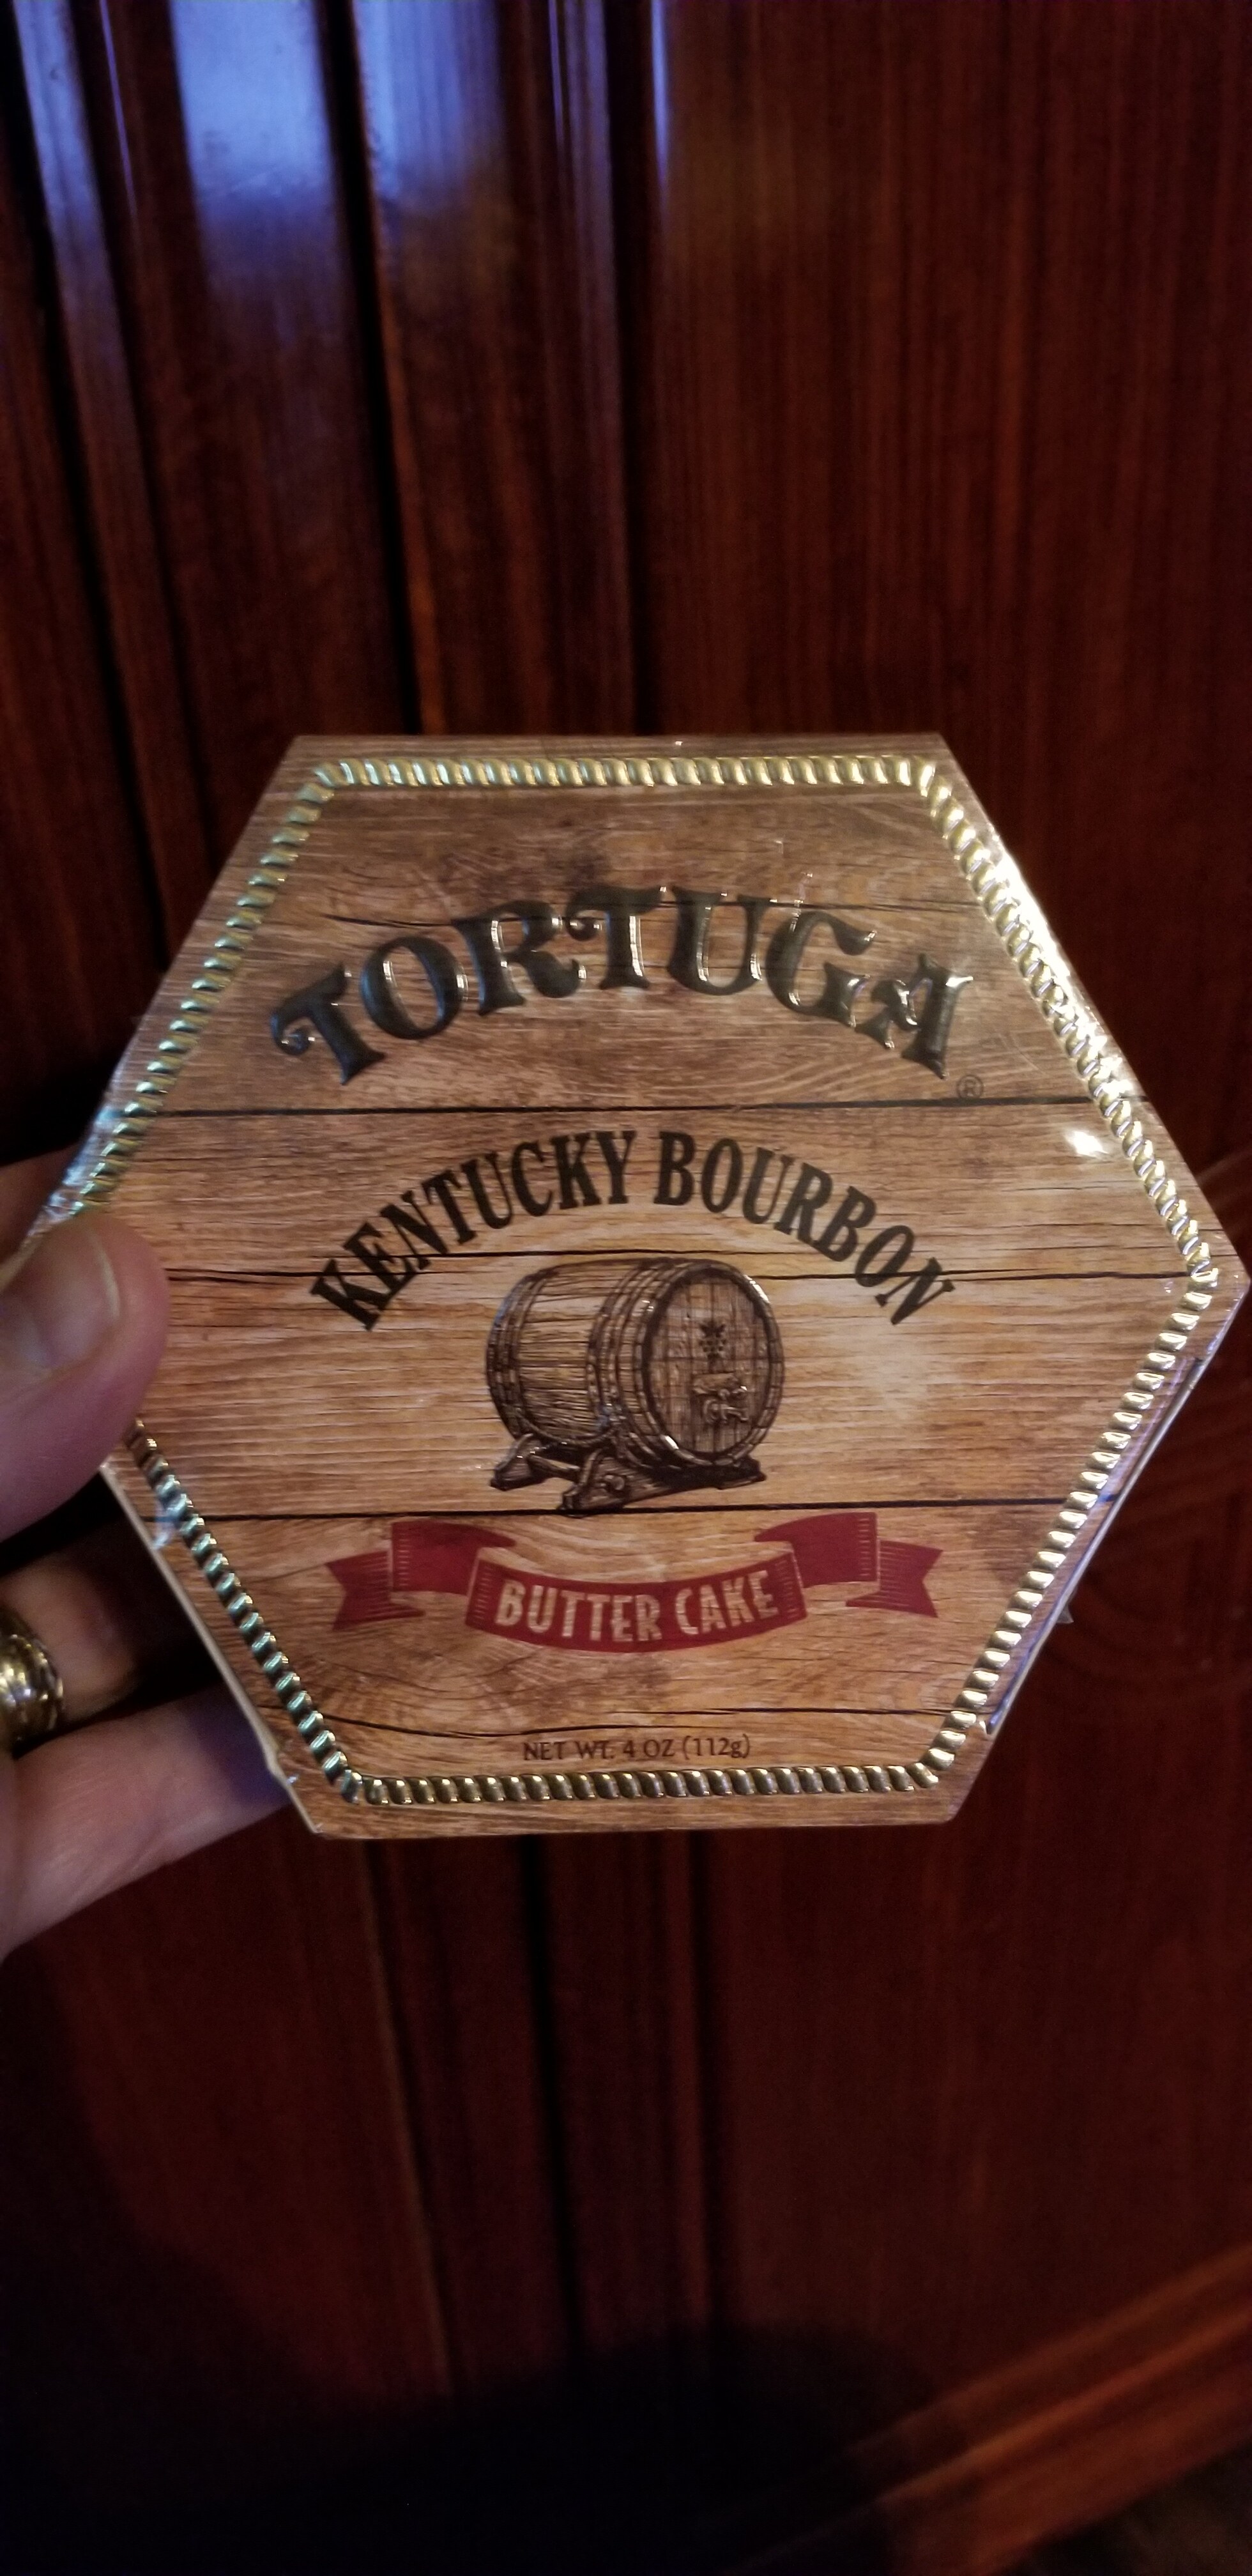 TORTUGA®
KENTUCKY BOURBON
BUTTER CAKE
NET WT. 4 OZ (112g)